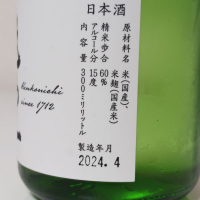 日本酒
原材料名 米(国産)、
米麹(国産米)
精米歩合 60%
アルコール分 15度
内容量 300ミリリットル
製造年月
2024. 4
since 1712